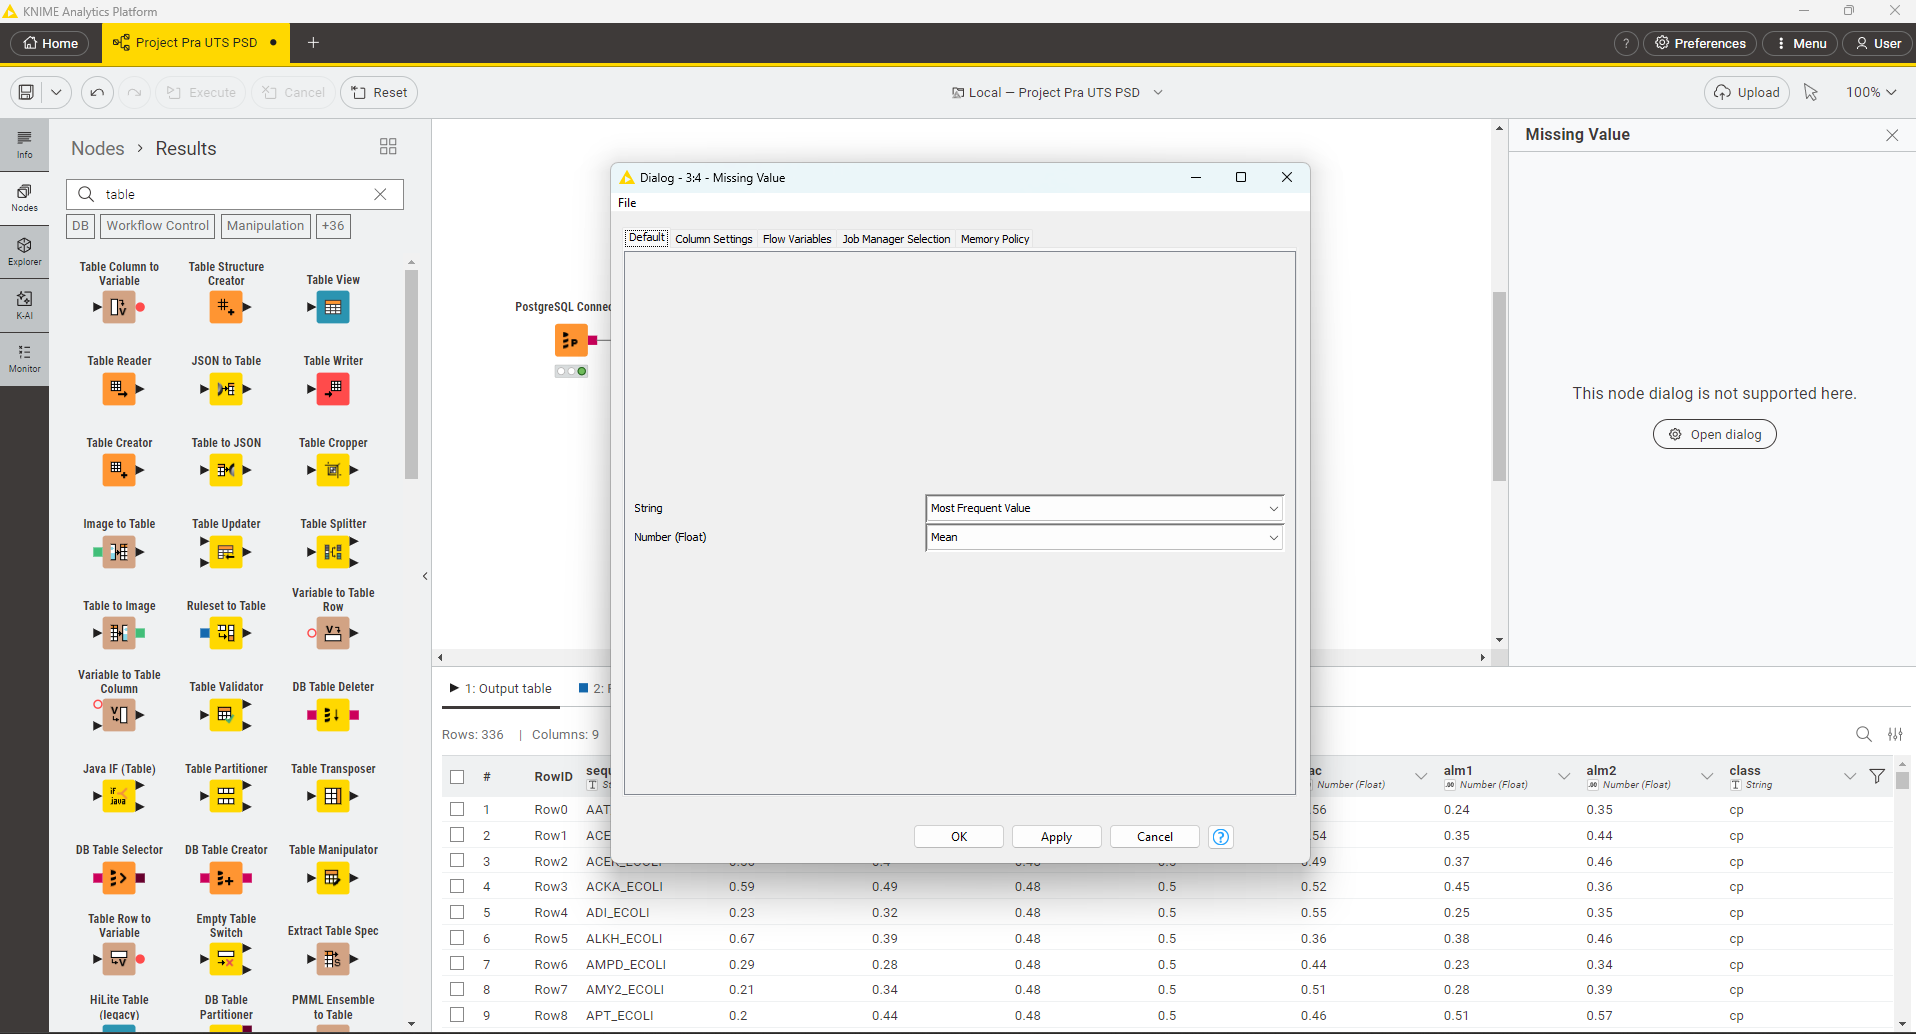 KNIME Analytics Platform
Home
Project Pra UTS PSD
?
Preferences
Menu
User
Execute
Cancel
Reset
Local — Project Pra UTS PSD
Upload
100%
Info
Nodes
Explorer
K-AI
Monitor
Nodes > Results
table
DB
Workflow Control
Manipulation
+36
Table Column to Variable
Table Structure Creator
Table View
Table Reader
JSON to Table
Table Writer
Table Creator
Table to JSON
Table Cropper
Image to Table
Table Updater
Table Splitter
Table to Image
Ruleset to Table
Variable to Table Row
Variable to Table Column
Table Validator
DB Table Deleter
Java IF (Table)
Table Partitioner
Table Transposer
DB Table Selector
DB Table Creator
Table Manipulator
Table Row to Variable
Empty Table Switch
Extract Table Spec
HiLite Table (legacy)
DB Table Partitioner
PMML Ensemble to Table
PostgreSQL Connec
Dialog - 3:4 - Missing Value
File
Default
Column Settings
Flow Variables
Job Manager Selection
Memory Policy
String
Most Frequent Value
Number (Float)
Mean
OK
Apply
Cancel
?
Missing Value
This node dialog is not supported here.
Open dialog
1: Output table
2:
Rows: 336 | Columns: 9
# RowID sequ ac alm1 alm2 class
St Number (Float) Number (Float) Number (Float) String
1 Row0 AAT .56 0.24 0.35 cp
2 Row1 ACE .54 0.35 0.44 cp
3 Row2 .49 0.37 0.46 cp
4 Row3 ACKA_ECOLI 0.59 0.49 0.48 0.5 0.52 0.45 0.36 cp
5 Row4 ADI_ECOLI 0.23 0.32 0.48 0.5 0.55 0.25 0.35 cp
6 Row5 ALKH_ECOLI 0.67 0.39 0.48 0.5 0.36 0.38 0.46 cp
7 Row6 AMPD_ECOLI 0.29 0.28 0.48 0.5 0.44 0.23 0.34 cp
8 Row7 AMY2_ECOLI 0.21 0.34 0.48 0.5 0.51 0.28 0.39 cp
9 Row8 APT_ECOLI 0.2 0.44 0.48 0.5 0.46 0.51 0.57 cp